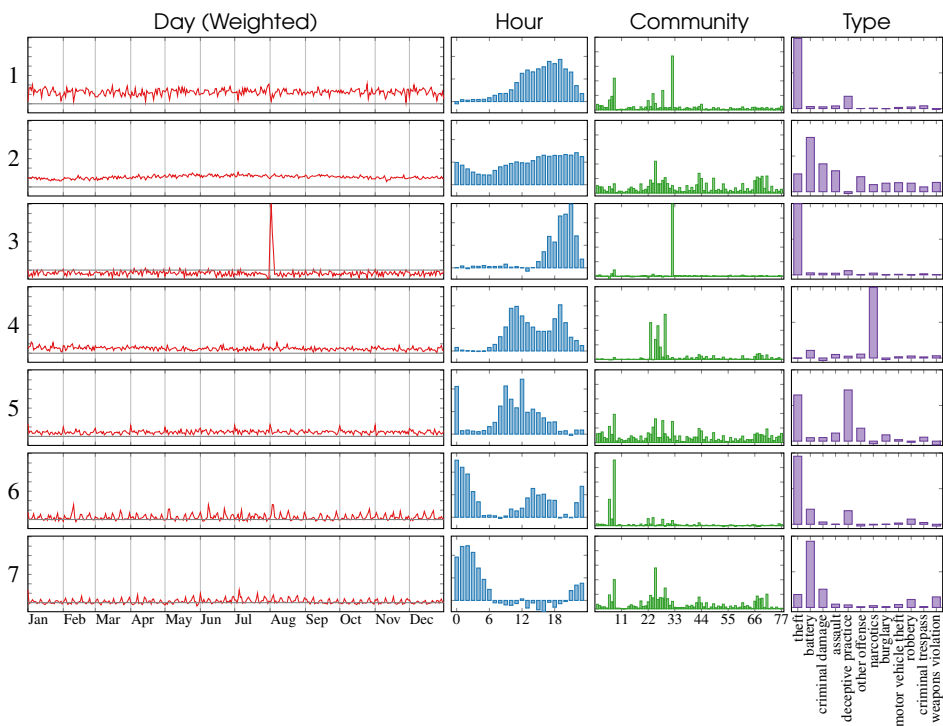 Day (Weighted) Hour Community Type
1
2
3
4
5
6
7
Jan Feb Mar Apr May Jun Jul Aug Sep Oct Nov Dec 0 6 12 18 11 22 33 44 55 66 77
theft
battery
criminal damage
assault
deceptive practice
other offense
narcotics
burglary
motor vehicle theft
robbery
criminal trespass
weapons violation